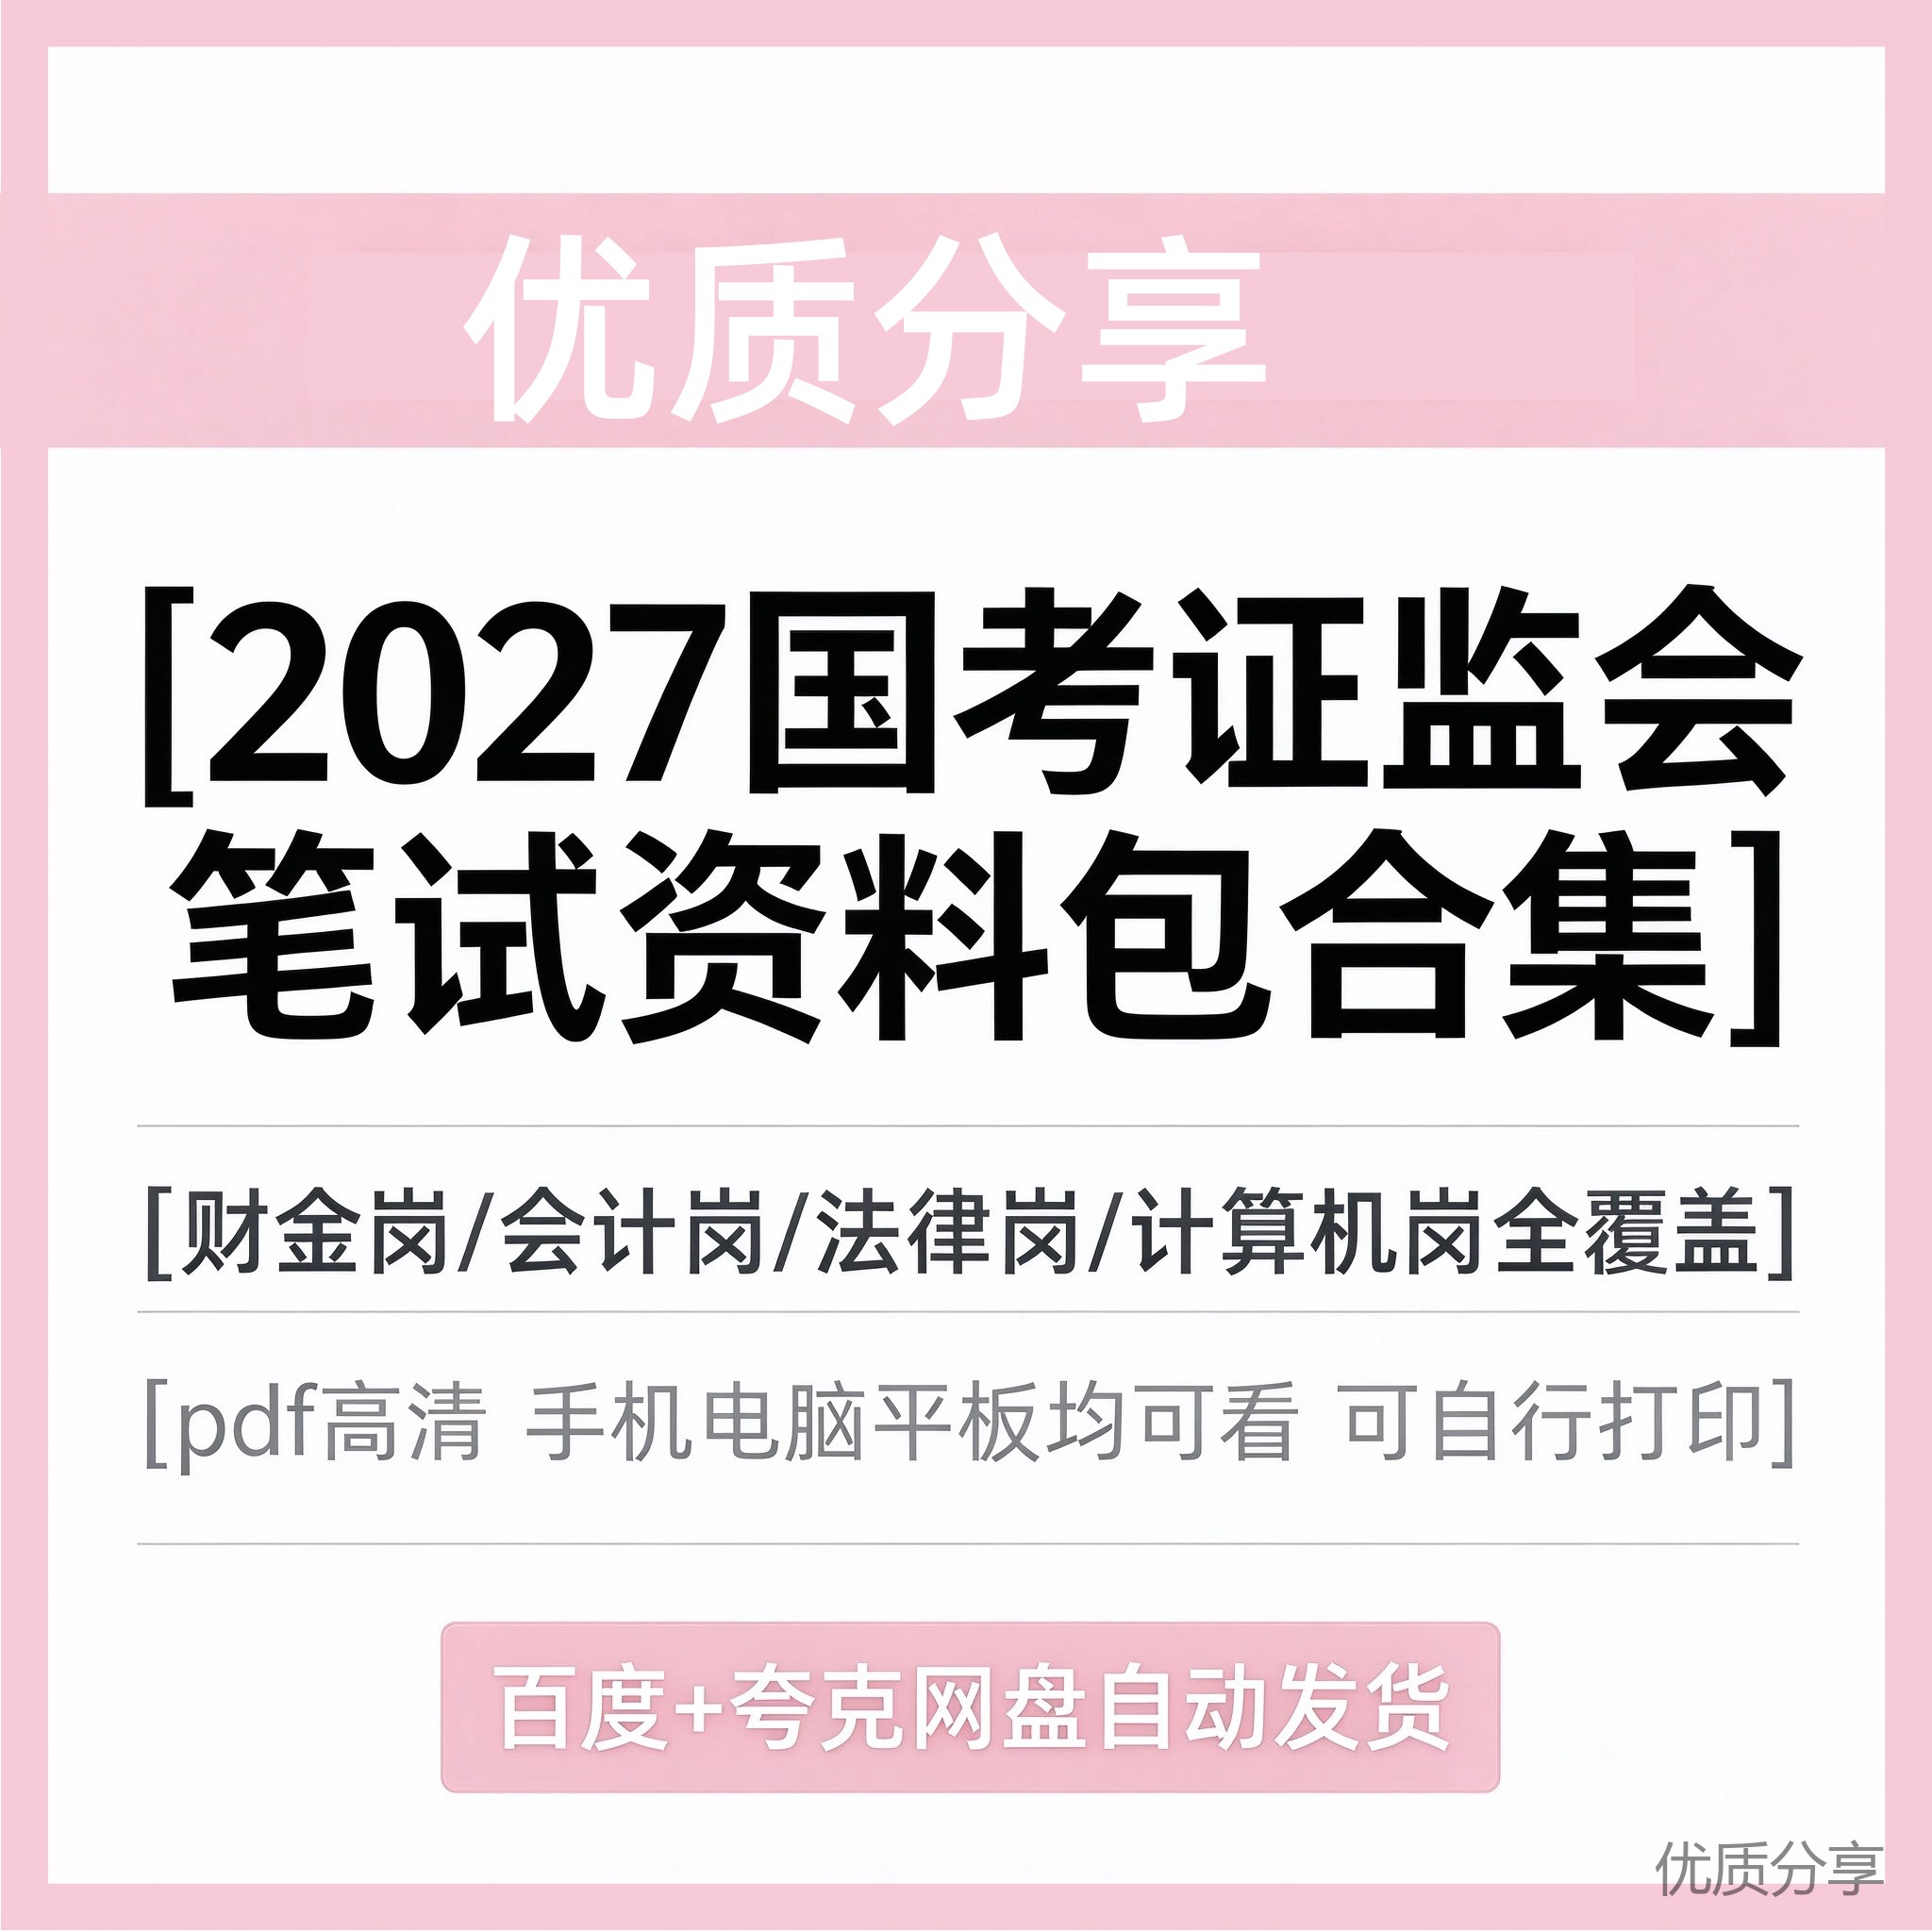 优质分享
[2027国考证监会
笔试资料包合集]
[财金岗/会计岗/法律岗/计算机岗全覆盖]
[pdf高清 手机电脑平板均可看 可自行打印]
百度+夸克网盘自动发货
优质分享